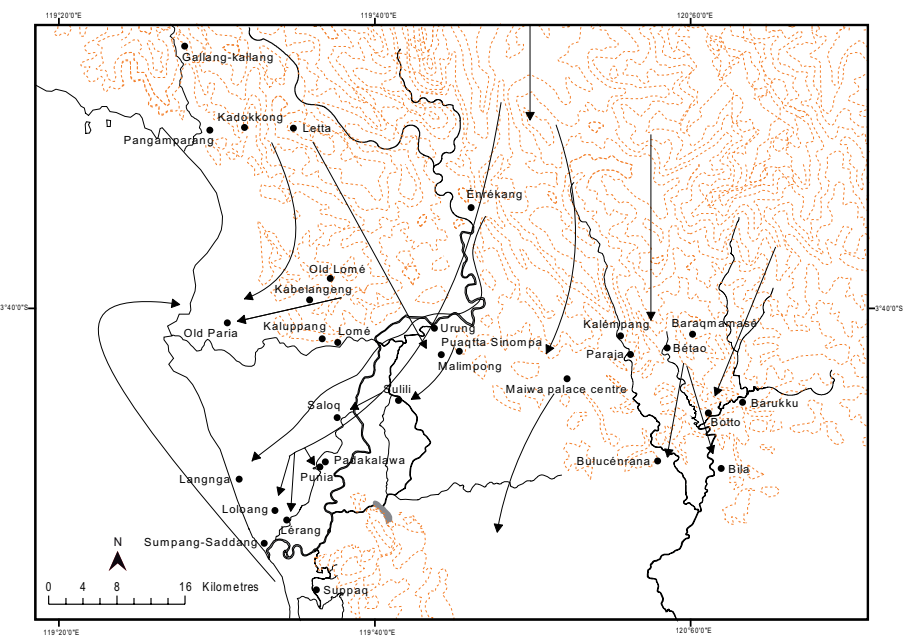 119°20'0"E 119°40'0"E 120°60'0"E
Gallang-kallang
Kadokkong
Letta
Pangamparang
Enrékang
Old Lomé
Kabelangeng
3°40'0"S 3°40'0"S
Old Paria
Kaluppang
Lomé
Urung
Kalémpang
Baraqmamasé
Puaqtta Sinompa
Malimpong
Paraja
Bétao
Sulili
Maiwa palace centre
Saloq
Barukku
Botto
Padakalawa
Punia
Bulucénrana
Bila
Langnga
Loloang
Lérang
Sumpang-Saddang
N
0 4 8 16 Kilometres
Suppaq
119°20'0"E 119°40'0"E 120°60'0"E